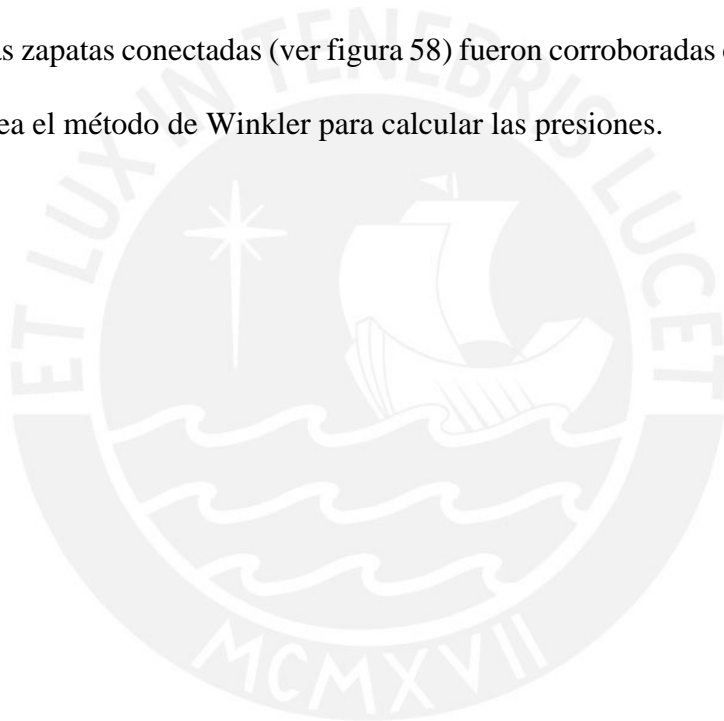 s zapatas conectadas (ver figura 58) fueron corroboradas
ea el método de Winkler para calcular las presiones.
ET LUX IN TENEBRIS LUCET
MCMXVII